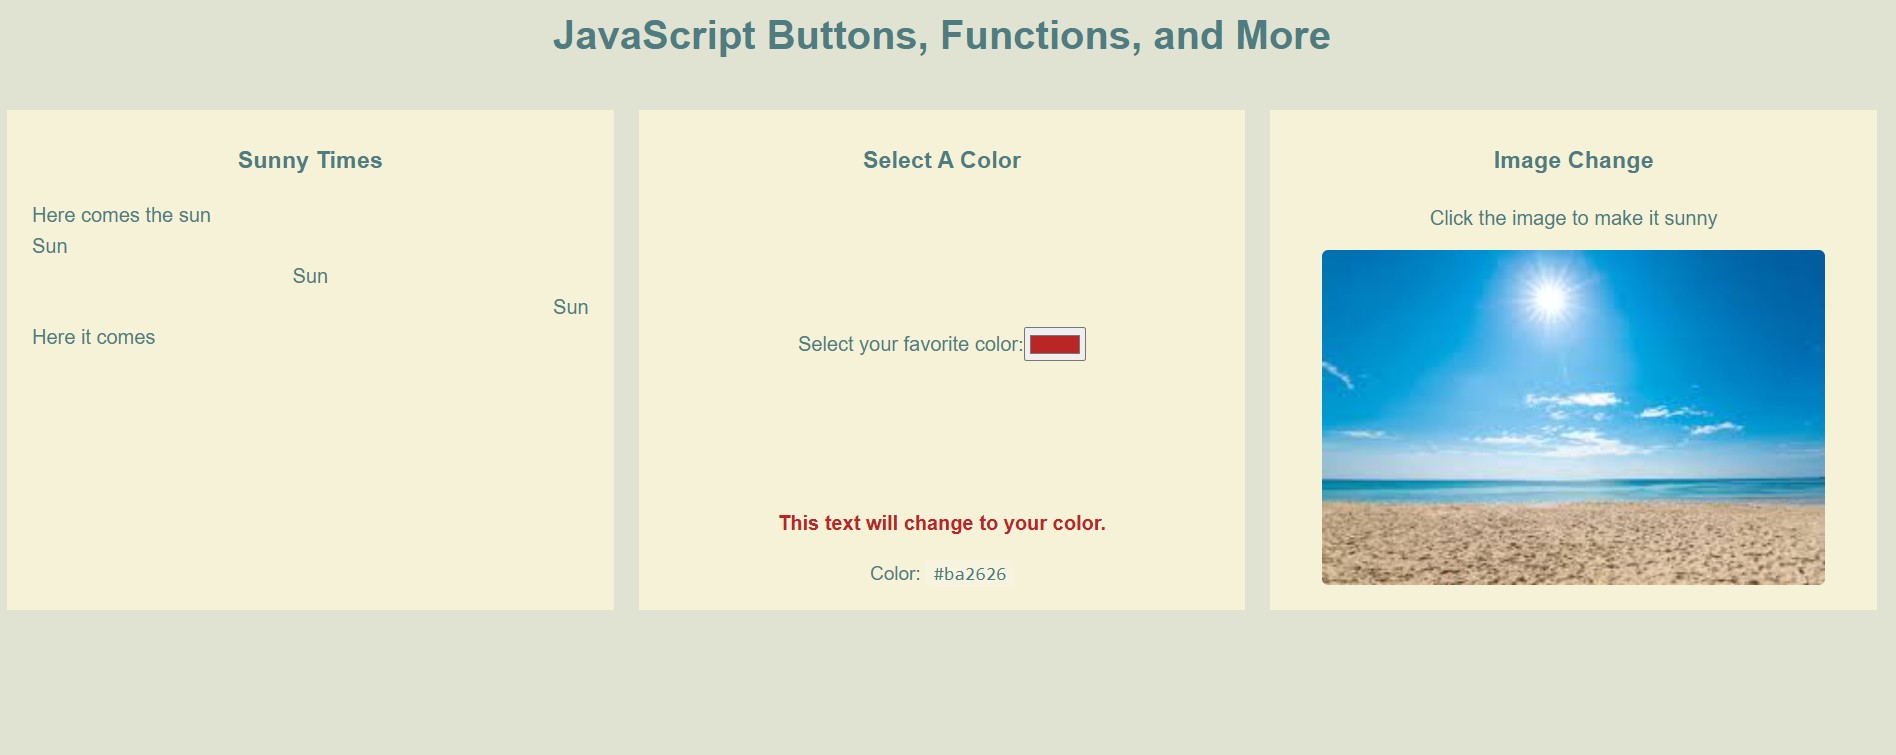 JavaScript Buttons, Functions, and More
Sunny Times
Here comes the sun
Sun
Sun
Sun
Here it comes
Select A Color
Select your favorite color:
This text will change to your color.
Color: #ba2626
Image Change
Click the image to make it sunny